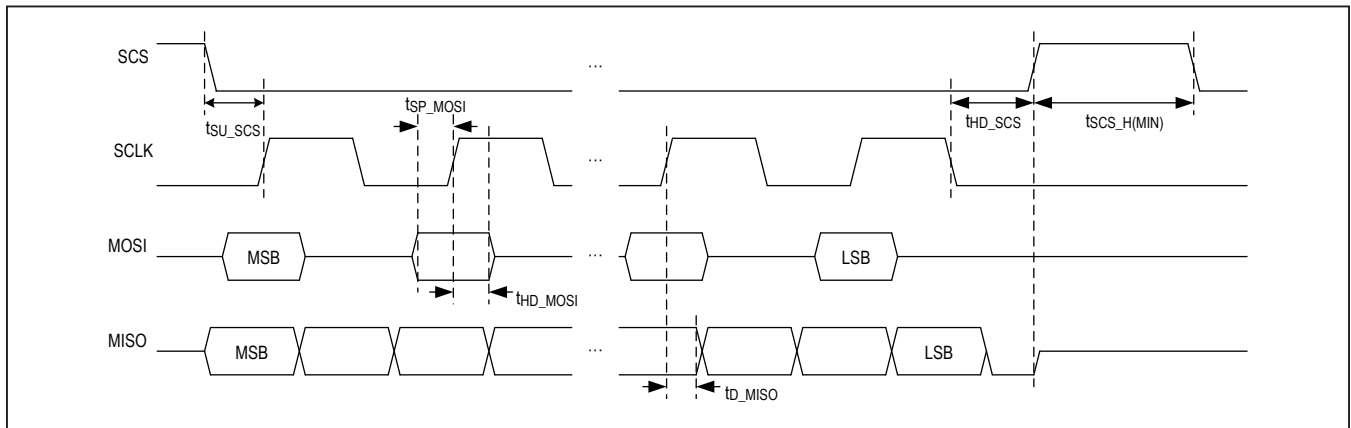 SCS
...
tSU_SCS
tSP_MOSI
tHD_SCS
tSCS_H(MIN)
SCLK
...
MOSI
MSB
...
LSB
tHD_MOSI
MISO
MSB
...
LSB
tD_MISO